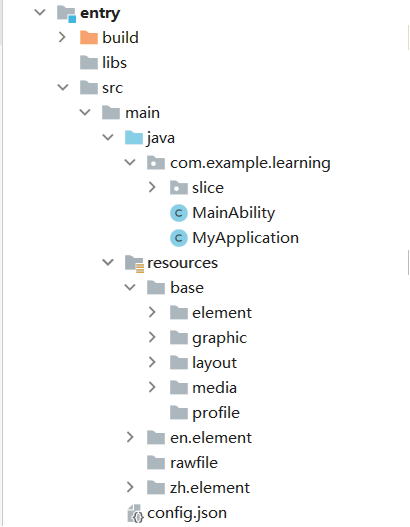 entry
build
libs
src
main
java
com.example.learning
slice
MainAbility
MyApplication
resources
base
element
graphic
layout
media
profile
en.element
rawfile
zh.element
config.json